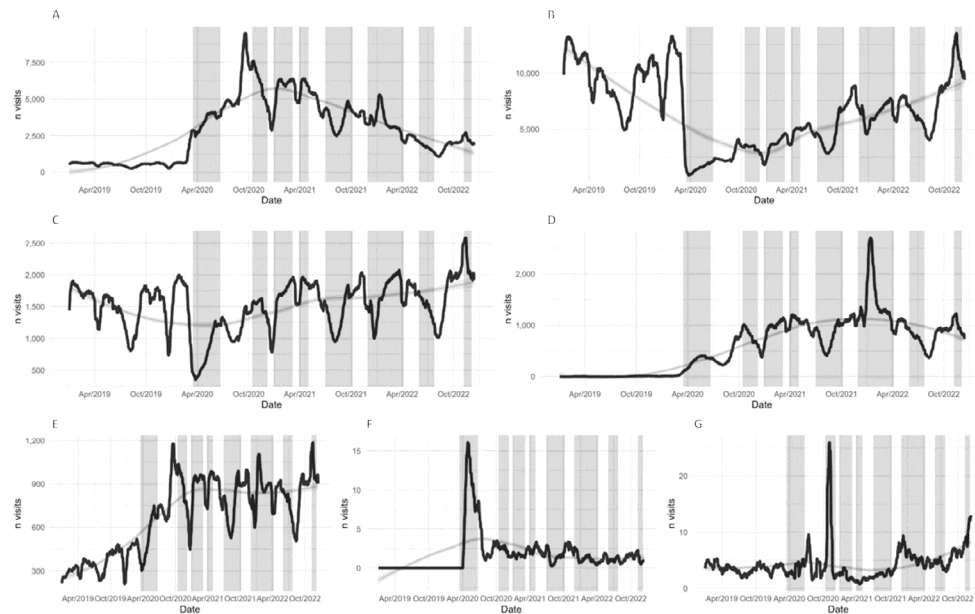 A
n visits
7,500
5,000
2,500
0
Apr/2019 Oct/2019 Apr/2020 Oct/2020 Apr/2021 Oct/2021 Apr/2022 Oct/2022
Date
B
n visits
10,000
5,000
Apr/2019 Oct/2019 Apr/2020 Oct/2020 Apr/2021 Oct/2021 Apr/2022 Oct/2022
Date
C
n visits
2,500
2,000
1,500
1,000
500
Apr/2019 Oct/2019 Apr/2020 Oct/2020 Apr/2021 Oct/2021 Apr/2022 Oct/2022
Date
D
n visits
2,000
1,000
0
Apr/2019 Oct/2019 Apr/2020 Oct/2020 Apr/2021 Oct/2021 Apr/2022 Oct/2022
Date
E
n visits
1,200
900
600
300
Apr/2019 Oct/2019 Apr/2020 Oct/2020 Apr/2021 Oct/2021 Apr/2022 Oct/2022
Date
F
n visits
15
10
5
0
Apr/2019 Oct/2019 Apr/2020 Oct/2020 Apr/2021 Oct/2021 Apr/2022 Oct/2022
Date
G
n visits
20
10
0
Apr/2019 Oct/2019 Apr/2020 Oct/2020 Apr/2021 Oct/2021 Apr/2022 Oct/2022
Date